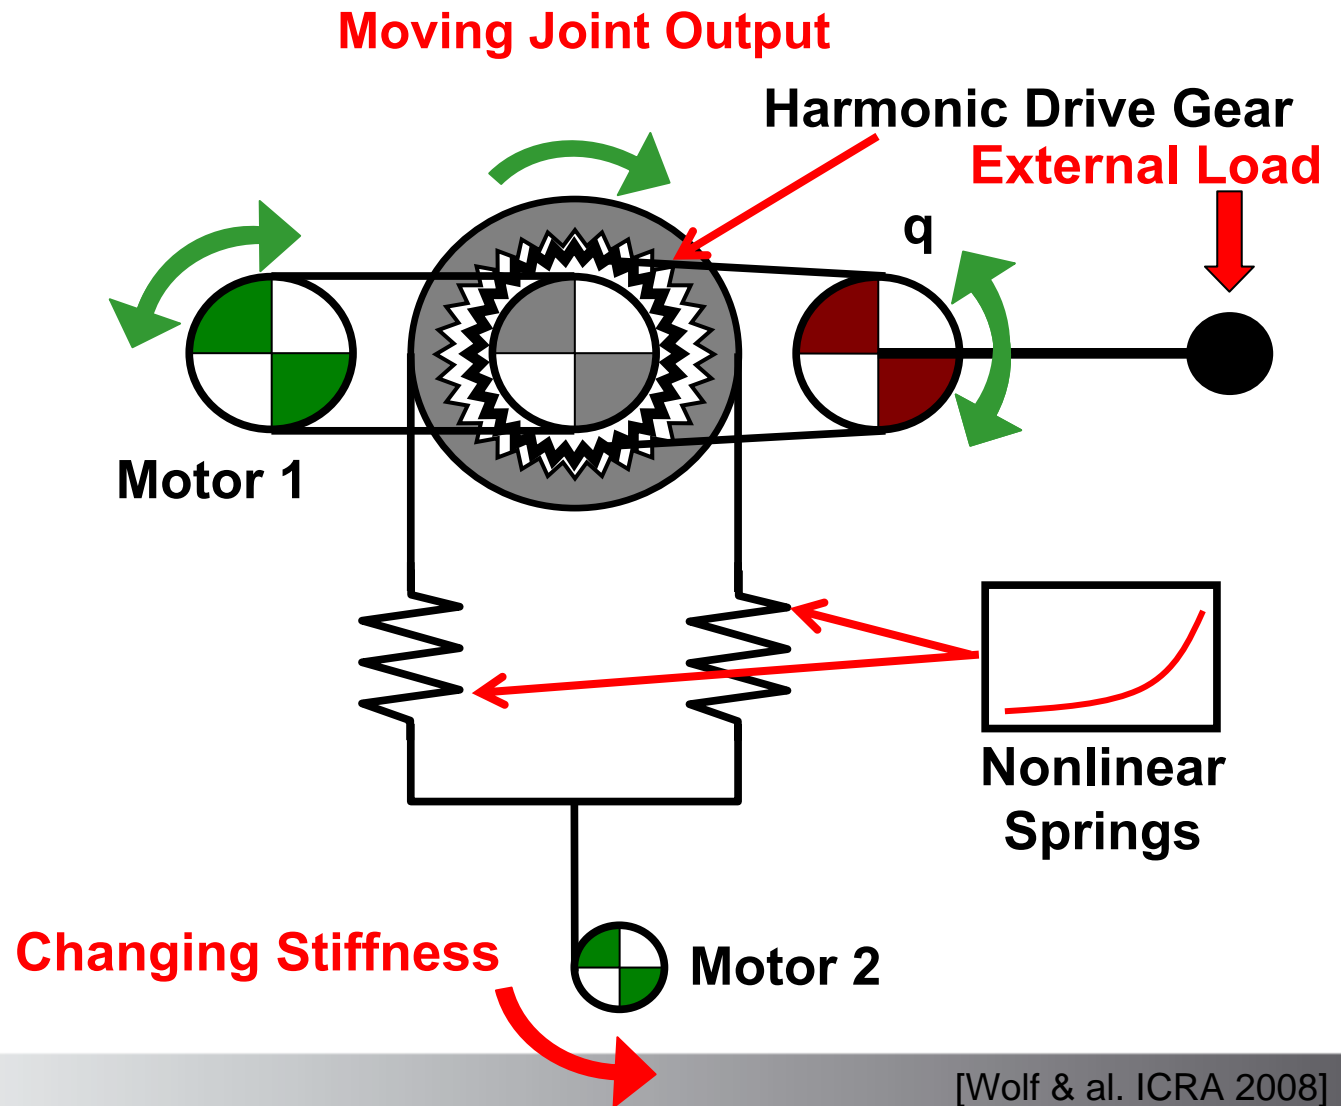 Moving Joint Output
Harmonic Drive Gear
External Load
q
Motor 1
Nonlinear
Springs
Changing Stiffness
Motor 2
[Wolf & al. ICRA 2008]